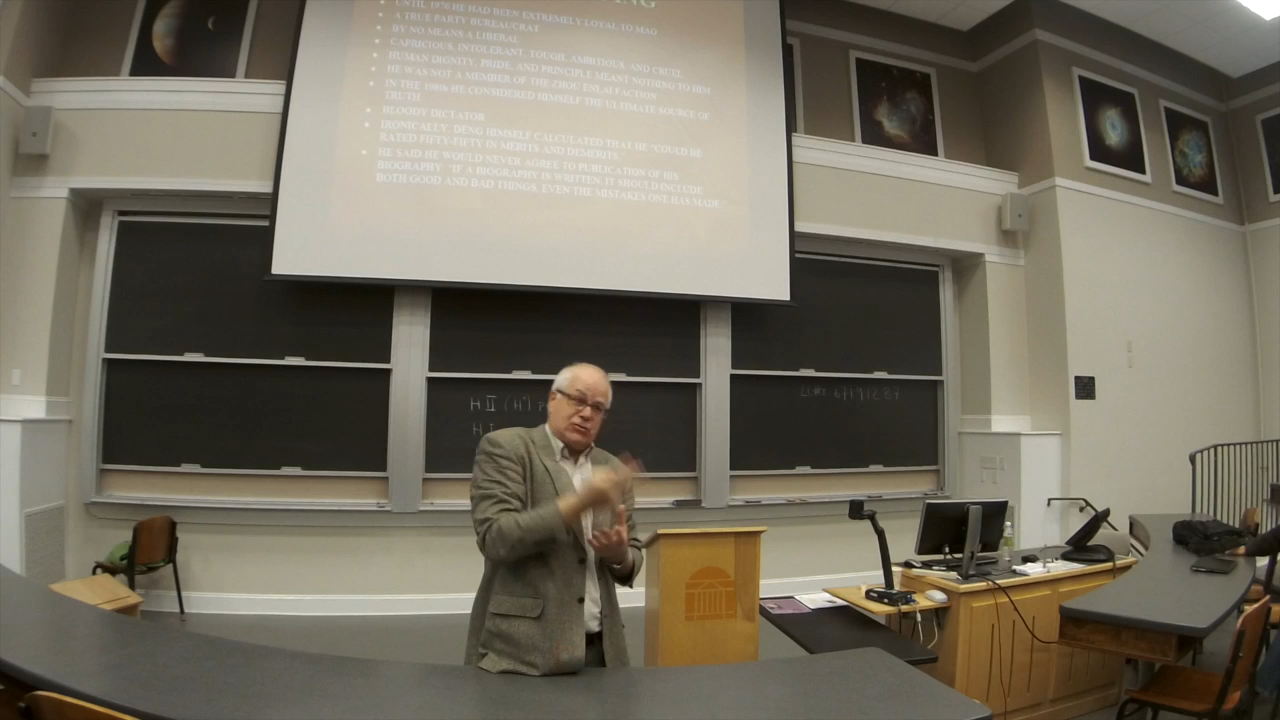 UNTIL 1976 HE HAD BEEN EXTREMELY LOYAL TO MAO
A TRUE PARTY BUREAUCRAT
BY NO MEANS A LIBERAL
CAPRICIOUS, INTOLERANT, TOUGH, AMBITIOUS, AND CRUEL
HUMAN DIGNITY, PRIDE, AND PRINCIPLE MEANT NOTHING TO HIM
HE WAS NOT A MEMBER OF THE ZHOU ENLAI FACTION
IN THE 1980s HE CONSIDERED HIMSELF THE ULTIMATE SOURCE OF
TRUTH
BLOODY DICTATOR
IRONICALLY, DENG HIMSELF CALCULATED THAT HE "COULD BE
RATED FIFTY-FIFTY IN MERITS AND DEMERITS"
HE SAID HE WOULD NEVER AGREE TO PUBLICATION OF HIS
BIOGRAPHY: "IF A BIOGRAPHY IS WRITTEN, IT SHOULD INCLUDE
BOTH GOOD AND BAD THINGS, EVEN THE MISTAKES ONE HAS MADE."
H II (H
H I